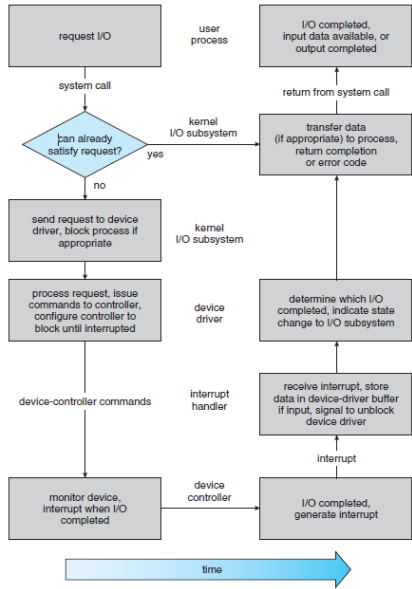 request I/O
user
process
I/O completed,
input data available, or
output completed
system call
return from system call
can already
satisfy request?
yes
no
kernel
I/O subsystem
transfer data
(if appropriate) to process,
return completion
or error code
send request to device
driver, block process if
appropriate
kernel
I/O subsystem
process request, issue
commands to controller,
configure controller to
block until interrupted
device
driver
determine which I/O
completed, indicate state
change to I/O subsystem
device-controller commands
interrupt
handler
receive interrupt, store
data in device-driver buffer
if input, signal to unblock
device driver
interrupt
monitor device,
interrupt when I/O
completed
device
controller
I/O completed,
generate interrupt
time